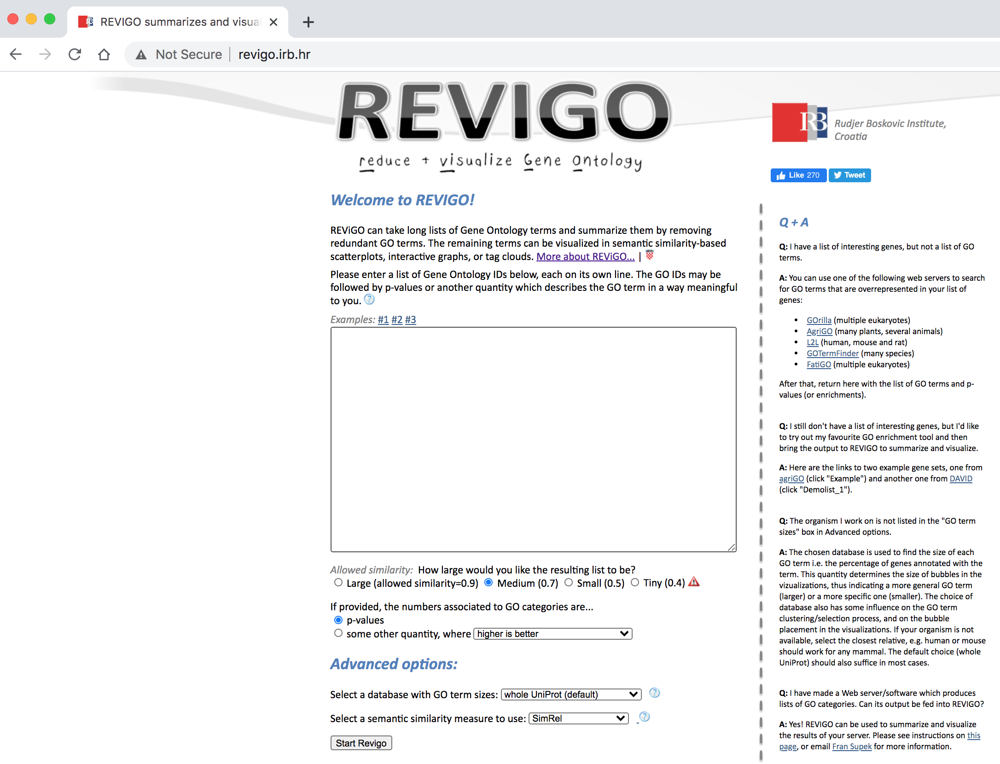 REVIGO summarizes and visual
Not Secure
revigo.irb.hr
REVIGO
reduce + visualize Gene Ontology
RB
Rudjer Boskovic Institute,
Croatia
Like 270
Tweet
Welcome to REVIGO!
REViGO can take long lists of Gene Ontology terms and summarize them by removing
redundant GO terms. The remaining terms can be visualized in semantic similarity-based
scatterplots, interactive graphs, or tag clouds. More about REViGO... |
Please enter a list of Gene Ontology IDs below, each on its own line. The GO IDs may be
followed by p-values or another quantity which describes the GO term in a way meaningful
to you.
Examples: #1 #2 #3
Allowed similarity: How large would you like the resulting list to be?
Large (allowed similarity=0.9) Medium (0.7) Small (0.5) Tiny (0.4)
If provided, the numbers associated to GO categories are...
p-values
some other quantity, where higher is better
Advanced options:
Select a database with GO term sizes: whole UniProt (default)
Select a semantic similarity measure to use: SimRel
Start Revigo
Q + A
Q: I have a list of interesting genes, but not a list of GO
terms.
A: You can use one of the following web servers to search
for GO terms that are overrepresented in your list of
genes:
• GOrilla (multiple eukaryotes)
• AgriGO (many plants, several animals)
• L2L (human, mouse and rat)
• GOTermFinder (many species)
• FatiGO (multiple eukaryotes)
After that, return here with the list of GO terms and p-
values (or enrichments).
Q: I still don't have a list of interesting genes, but I'd like
to try out my favourite GO enrichment tool and then
bring the output to REVIGO to summarize and visualize.
A: Here are the links to two example gene sets, one from
agriGO (click "Example") and another one from DAVID
(click "Demolist_1").
Q: The organism I work on is not listed in the "GO term
sizes" box in Advanced options.
A: The chosen database is used to find the size of each
GO term i.e. the percentage of genes annotated with the
term. This quantity determines the size of bubbles in the
vizualizations, thus indicating a more general GO term
(larger) or a more specific one (smaller). The choice of
database also has some influence on the GO term
clustering/selection process, and on the bubble
placement in the visualizations. If your organism is not
available, select the closest relative, e.g. human or mouse
should work for any mammal. The default choice (whole
UniProt) should also suffice in most cases.
Q: I have made a Web server/software which produces
lists of GO categories. Can its output be fed into REVIGO?
A: Yes! REVIGO can be used to summarize and visualize
the results of your server. Please see instructions on this
page, or email Fran Supek for more information.